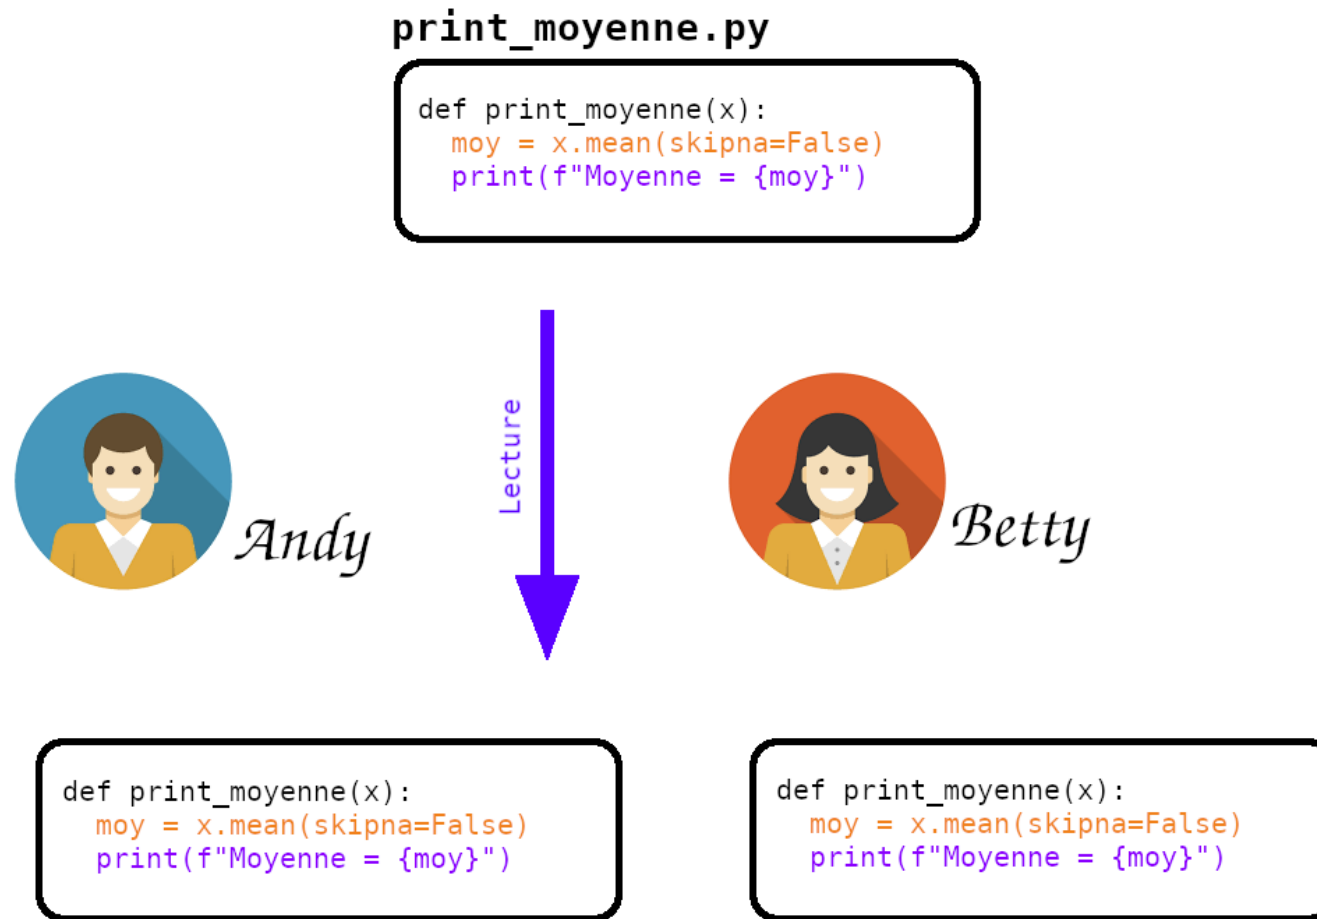 print_moyenne.py
def print_moyenne(x):
  moy = x.mean(skipna=False)
  print(f"Moyenne = {moy}")
Lecture
Andy
Betty
def print_moyenne(x):
  moy = x.mean(skipna=False)
  print(f"Moyenne = {moy}")
def print_moyenne(x):
  moy = x.mean(skipna=False)
  print(f"Moyenne = {moy}")